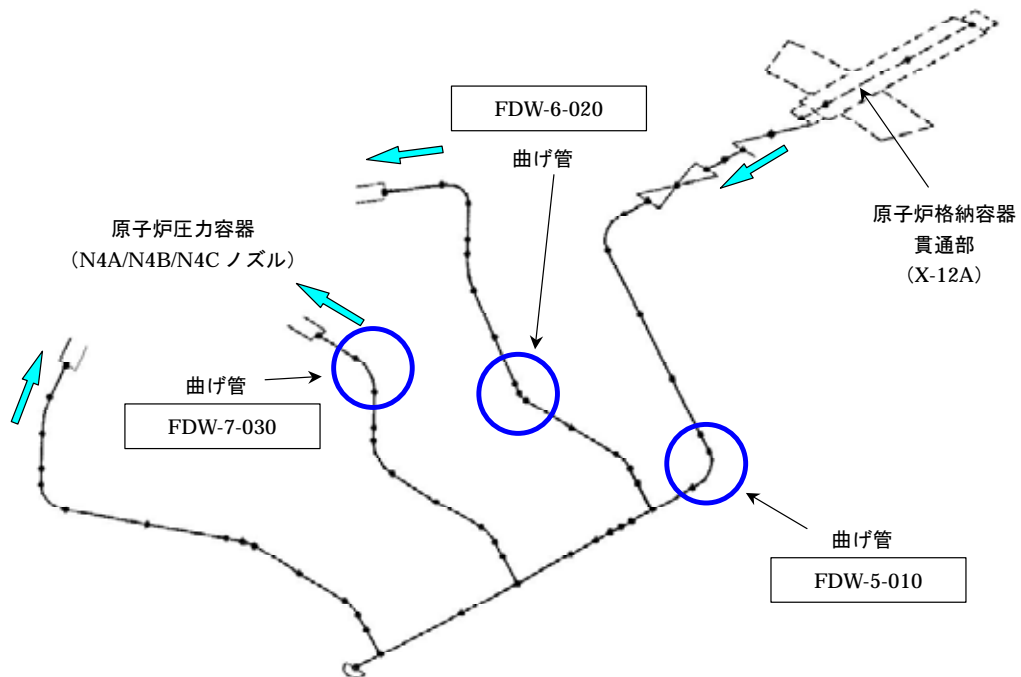 FDW-6-020
曲げ管
原子炉格納容器
貫通部
(X-12A)
原子炉圧力容器
(N4A/N4B/N4C ノズル)
曲げ管
FDW-7-030
曲げ管
FDW-5-010